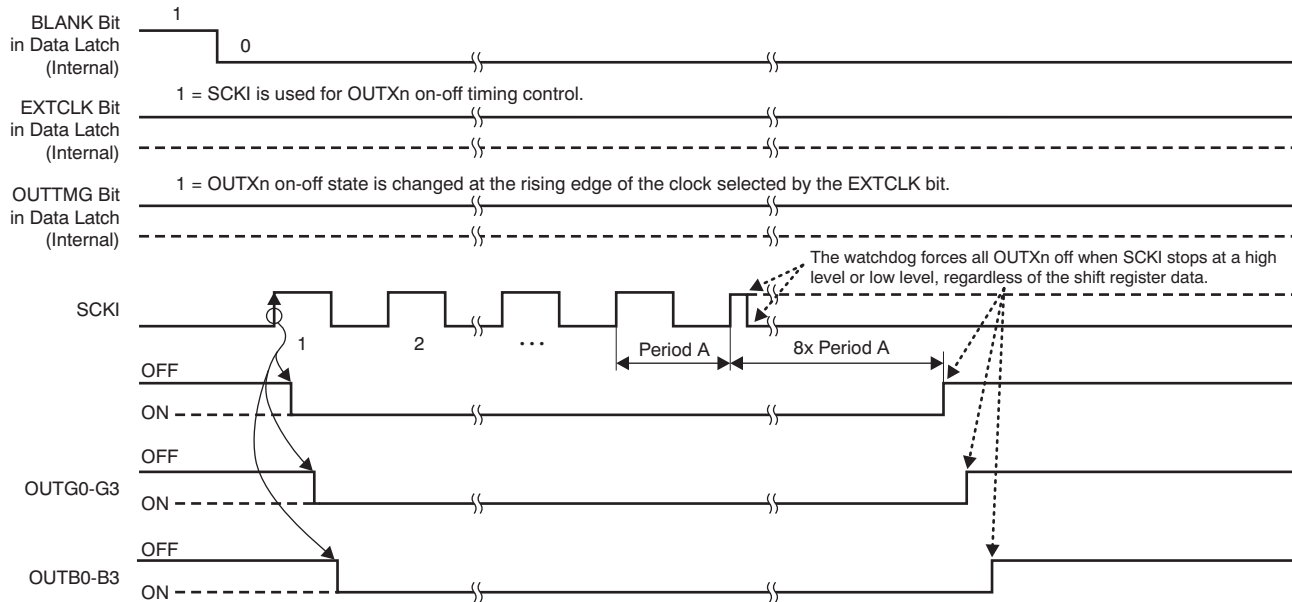 BLANK Bit
in Data Latch
(Internal)
1
0
EXTCLK Bit
in Data Latch
(Internal)
1 = SCKI is used for OUTXn on-off timing control.
OUTTMG Bit
in Data Latch
(Internal)
1 = OUTXn on-off state is changed at the rising edge of the clock selected by the EXTCLK bit.
The watchdog forces all OUTXn off when SCKI stops at a high
level or low level, regardless of the shift register data.
SCKI
1
2
...
Period A
8x Period A
OFF
ON
OFF
OUTG0-G3
ON
OFF
OUTB0-B3
ON